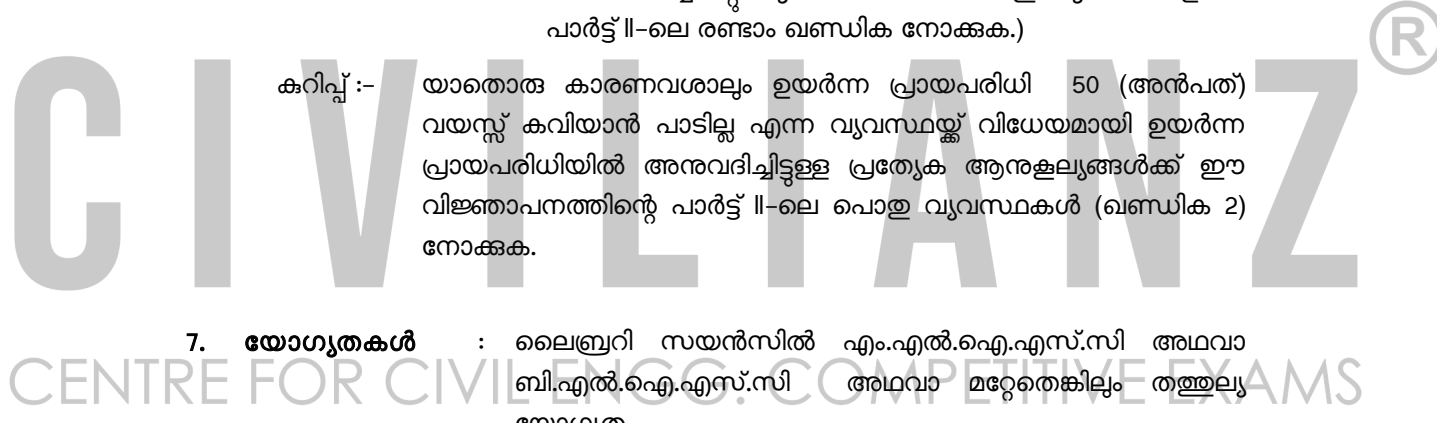 പാർട്ട് II-ലെ രണ്ടാം ഖണ്ഡിക നോക്കുക.)
കുറിപ്പ് :- യാതൊരു കാരണവശാലും ഉയർന്ന പ്രായപരിധി 50 (അൻപത്)
വയസ്സ് കവിയാൻ പാടില്ല എന്ന വ്യവസ്ഥയ്ക്ക് വിധേയമായി ഉയർന്ന
പ്രായപരിധിയിൽ അനുവദിച്ചിട്ടുള്ള പ്രത്യേക ആനുകൂല്യങ്ങൾക്ക് ഈ
വിജ്ഞാപനത്തിന്റെ പാർട്ട് II-ലെ പൊതു വ്യവസ്ഥകൾ (ഖണ്ഡിക 2)
നോക്കുക.
CIVILIANZ®
7. യോഗ്യതകൾ : ലൈബ്രറി സയൻസിൽ എം.എൽ.ഐ.എസ്.സി അഥവാ
ബി.എൽ.ഐ.എസ്.സി അഥവാ മറ്റേതെങ്കിലും തത്തുല്യ
CENTRE FOR CIVIL ENGG. COMPETITIVE EXAMS